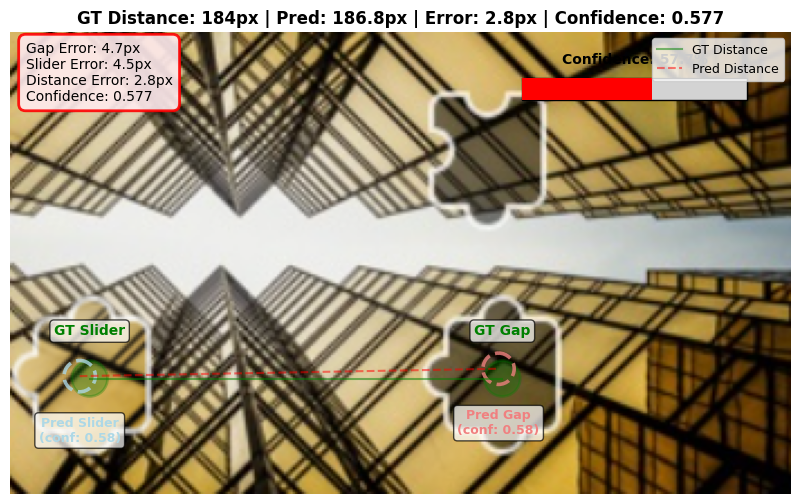 GT Distance: 184px | Pred: 186.8px | Error: 2.8px | Confidence: 0.577
Gap Error: 4.7px
Slider Error: 4.5px
Distance Error: 2.8px
Confidence: 0.577
Confidence: 
GT Distance
Pred Distance
GT Slider
GT Gap
Pred Slider
(conf: 0.58)
Pred Gap
(conf: 0.58)